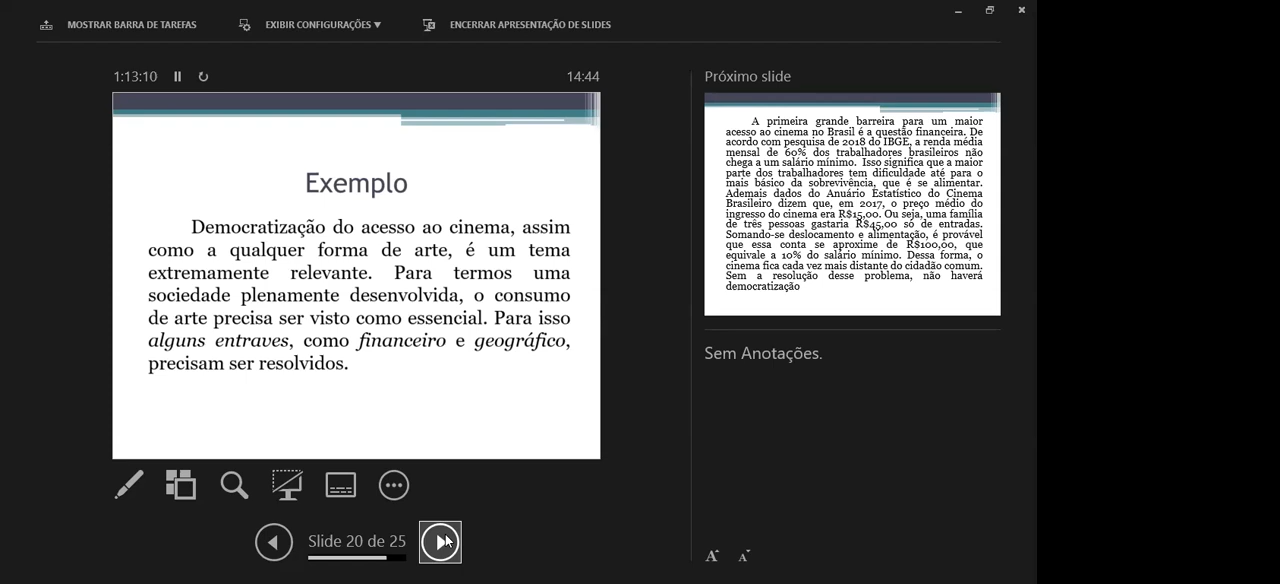 MOSTRAR BARRA DE TAREFAS
EXIBIR CONFIGURAÇÕES ▼
ENCERRAR APRESENTAÇÃO DE SLIDES
1:13:10
14:44
Exemplo
Democratização do acesso ao cinema, assim
como a qualquer forma de arte, é um tema
extremamente relevante. Para termos uma
sociedade plenamente desenvolvida, o consumo
de arte precisa ser visto como essencial. Para isso
alguns entraves, como financeiro e geográfico,
precisam ser resolvidos.
Slide 20 de 25
Próximo slide
A primeira grande barreira para um maior
acesso ao cinema no Brasil é a questão financeira. De
acordo com pesquisa de 2018 do IBGE, a renda média
mensal de 60% dos trabalhadores brasileiros não
chega a um salário mínimo. Isso significa que a maior
parte dos trabalhadores tem dificuldade até para o
mais básico da sobrevivência, que é se alimentar.
Ademais dados do Anuário Estatístico do Cinema
Brasileiro dizem que, em 2017, o preço médio do
ingresso do cinema era R$15,00. Ou seja, uma família
de três pessoas gastaria R$45,00 só de entradas.
Somando-se deslocamento e alimentação, é provável
que essa conta se aproxime de R$100,00, que
equivale a 10% do salário mínimo. Dessa forma, o
cinema fica cada vez mais distante do cidadão comum.
Sem a resolução desse problema, não haverá
democratização
Sem Anotações.
A A